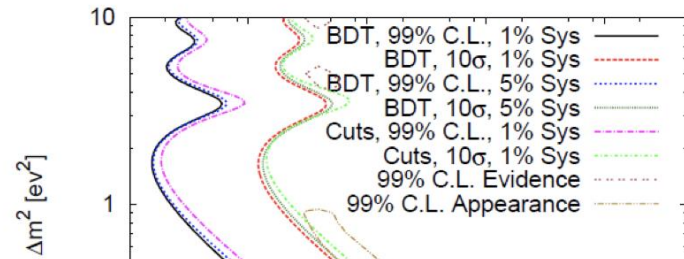 10
BDT, 99% C.L., 1% Sys
BDT, 10σ, 1% Sys
BDT, 99% C.L., 5% Sys
BDT, 10σ, 5% Sys
Cuts, 99% C.L., 1% Sys
Cuts, 10σ, 1% Sys
99% C.L. Evidence
99% C.L. Appearance
1
Δm² [ev²]